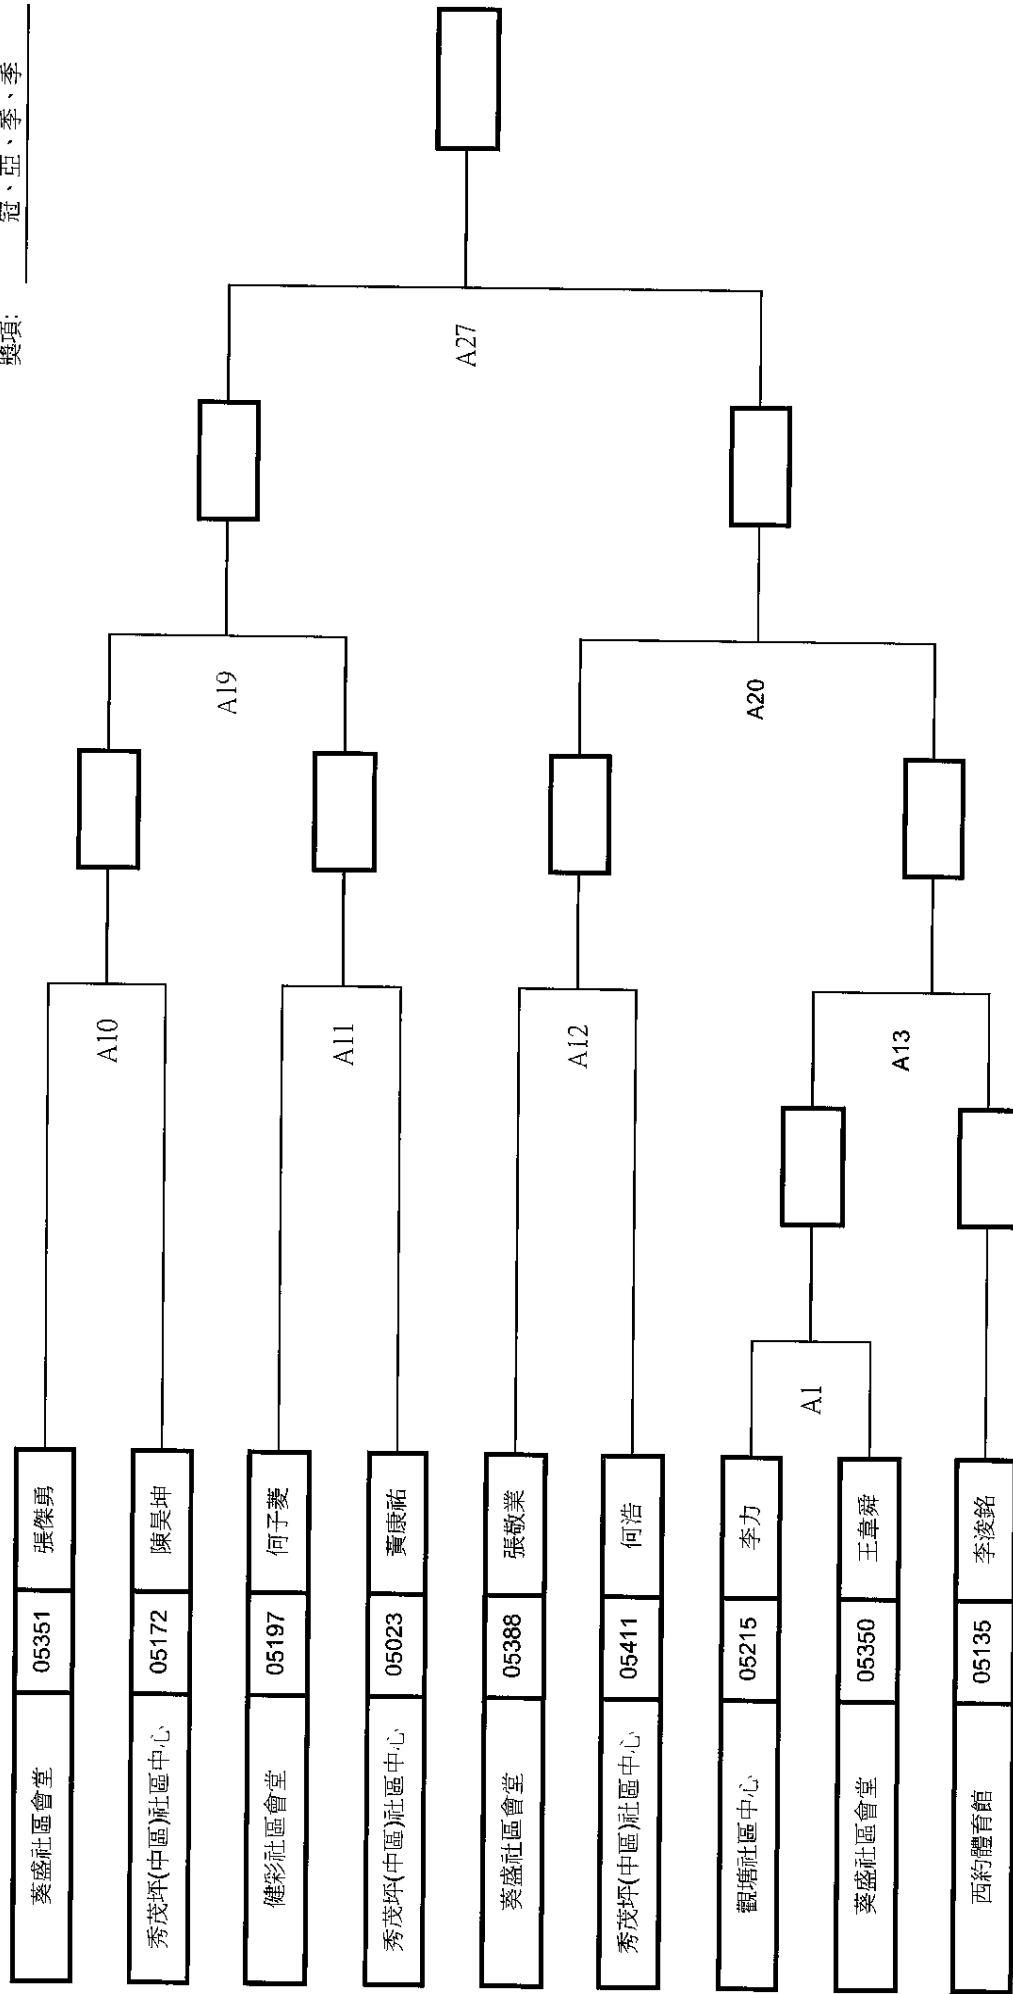 獎項: 冠、亞、季、季
葵盛社區會堂 05351 張傑勇
秀茂坪(中區)社區中心 05172 陳昊坤
健彩社區會堂 05197 何子菱
秀茂坪(中區)社區中心 05023 黃康祐
葵盛社區會堂 05388 張敬業
秀茂坪(中區)社區中心 05411 何浩
觀塘社區中心 05215 李力
葵盛社區會堂 05350 王韋舜
西約體育館 05135 李浚銘
A1
A10
A11
A12
A13
A19
A20
A27